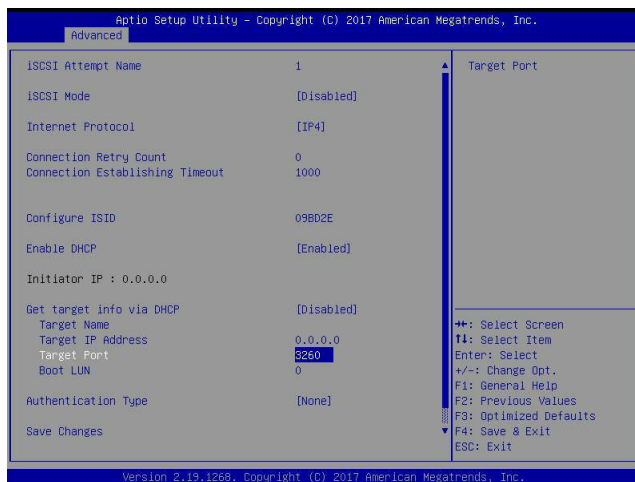 Aptio Setup Utility – Copyright (C) 2017 American Megatrends, Inc.
Advanced
iSCSI Attempt Name 1
iSCSI Mode [Disabled]
Internet Protocol [IP4]
Connection Retry Count 0
Connection Establishing Timeout 1000
Configure ISID 09BD2E
Enable DHCP [Enabled]
Initiator IP : 0.0.0.0
Get target info via DHCP [Disabled]
Target Name
Target IP Address 0.0.0.0
Target Port 3260
Boot LUN 0
Authentication Type [None]
Save Changes
Target Port
→←: Select Screen
↑↓: Select Item
Enter: Select
+/-: Change Opt.
F1: General Help
F2: Previous Values
F3: Optimized Defaults
F4: Save & Exit
ESC: Exit
Version 2.19.1268. Copyright (C) 2017 American Megatrends, Inc.